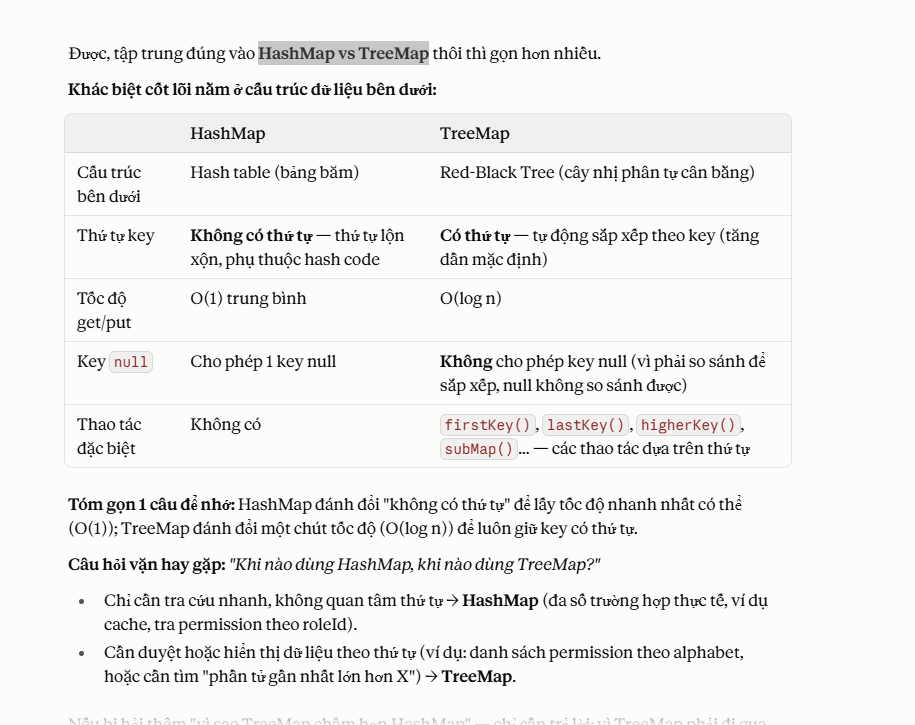 Được, tập trung đúng vào HashMap vs TreeMap thôi thì gọn hơn nhiều.
Khác biệt cốt lõi nằm ở cấu trúc dữ liệu bên dưới:
HashMap TreeMap
Cấu trúc bên dưới Hash table (bảng băm) Red-Black Tree (cây nhị phân tự cân bằng)
Thứ tự key Không có thứ tự — thứ tự lộn xộn, phụ thuộc hash code Có thứ tự — tự động sắp xếp theo key (tăng dần mặc định)
Tốc độ get/put O(1) trung bình O(log n)
Key null Cho phép 1 key null Không cho phép key null (vì phải so sánh để sắp xếp, null không so sánh được)
Thao tác đặc biệt Không có firstKey(), lastKey(), higherKey(), subMap()... — các thao tác dựa trên thứ tự
Tóm gọn 1 câu để nhớ: HashMap đánh đổi "không có thứ tự" để lấy tốc độ nhanh nhất có thể
(O(1)); TreeMap đánh đổi một chút tốc độ (O(log n)) để luôn giữ key có thứ tự.
Câu hỏi vặn hay gặp: "Khi nào dùng HashMap, khi nào dùng TreeMap?"
• Chỉ cần tra cứu nhanh, không quan tâm thứ tự → HashMap (đa số trường hợp thực tế, ví dụ
cache, tra permission theo roleId).
• Cần duyệt hoặc hiển thị dữ liệu theo thứ tự (ví dụ: danh sách permission theo alphabet,
hoặc cần tìm "phần tử gần nhất lớn hơn X") → TreeMap.
Nếu bị hỏi thêm "vì sao TreeMap chậm hơn HashMap" — chỉ cần trả lời: vì TreeMap phải đi qua